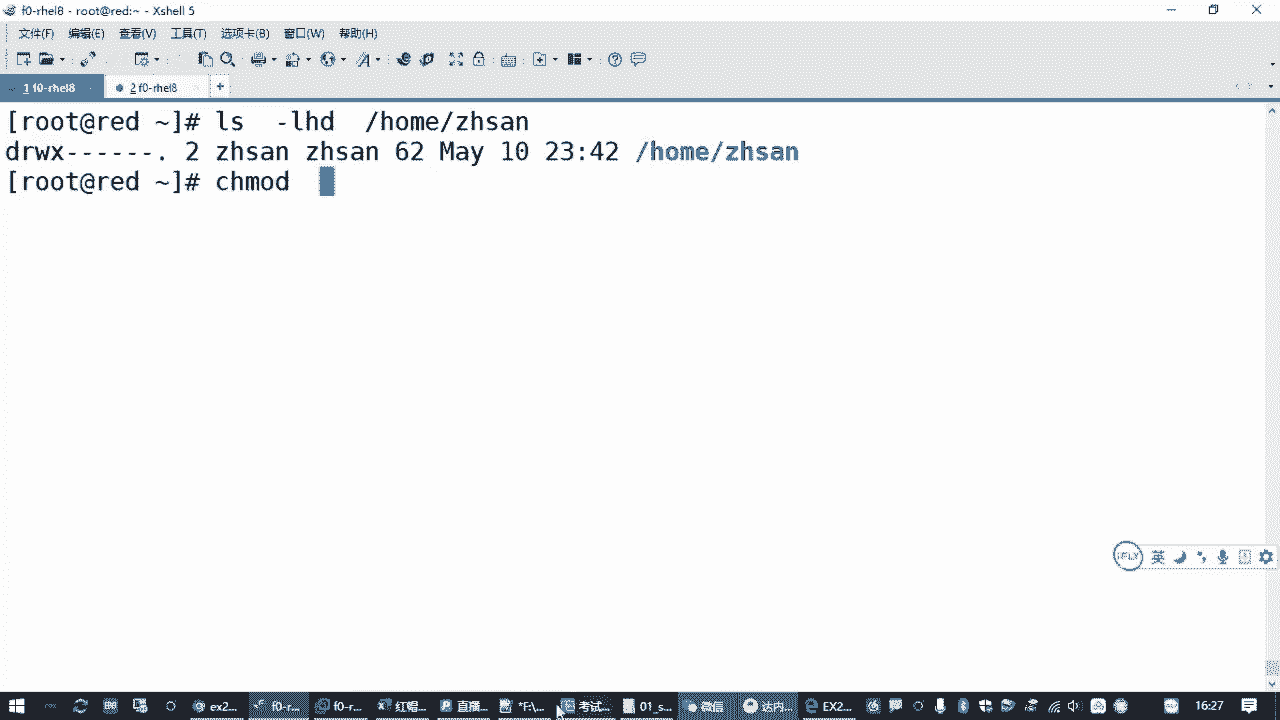 f0-rhel8 - root@red:~ - Xshell 5
文件(F) 编辑(E) 查看(V) 工具(T) 选项卡(B) 窗口(W) 帮助(H)
1 f0-rhel8 2 f0-rhel8 +
[root@red ~]# ls  -lhd  /home/zhsan
drwx------. 2 zhsan zhsan 62 May 10 23:42 /home/zhsan
[root@red ~]# chmod
iFLY 英
ex2... f0-r... f0-r... 红帽... 直播... *F:\... 考试... 01_s... 微信 达内... EX2... 16:27